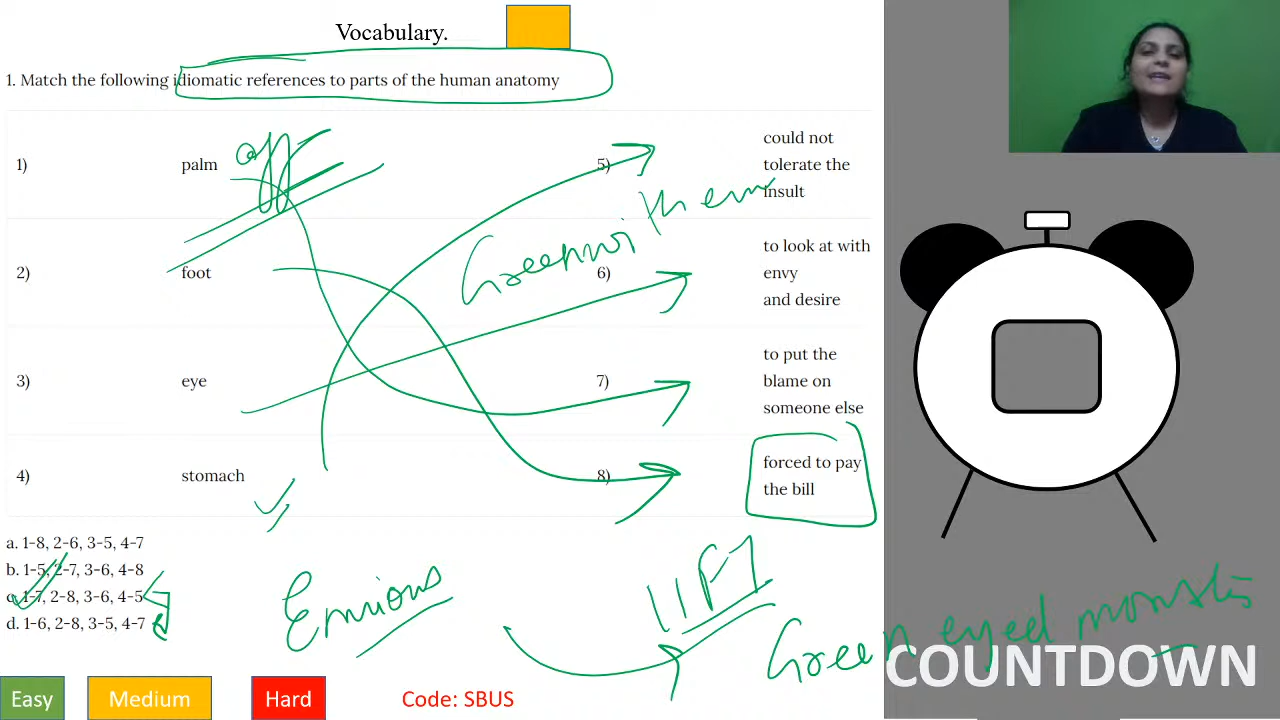 Vocabulary.
1. Match the following idiomatic references to parts of the human anatomy
1) palm off 5) could not
tolerate the
insult
Green with envy
2) foot 6) to look at with
envy
and desire
3) eye 7) to put the
blame on
someone else
4) stomach 8) forced to pay
the bill
a. 1-8, 2-6, 3-5, 4-7
b. 1-5, 2-7, 3-6, 4-8
c. 1-7, 2-8, 3-6, 4-5
d. 1-6, 2-8, 3-5, 4-7
Envious
IIFT
Green eyed monster
COUNTDOWN
Easy Medium Hard Code: SBUS